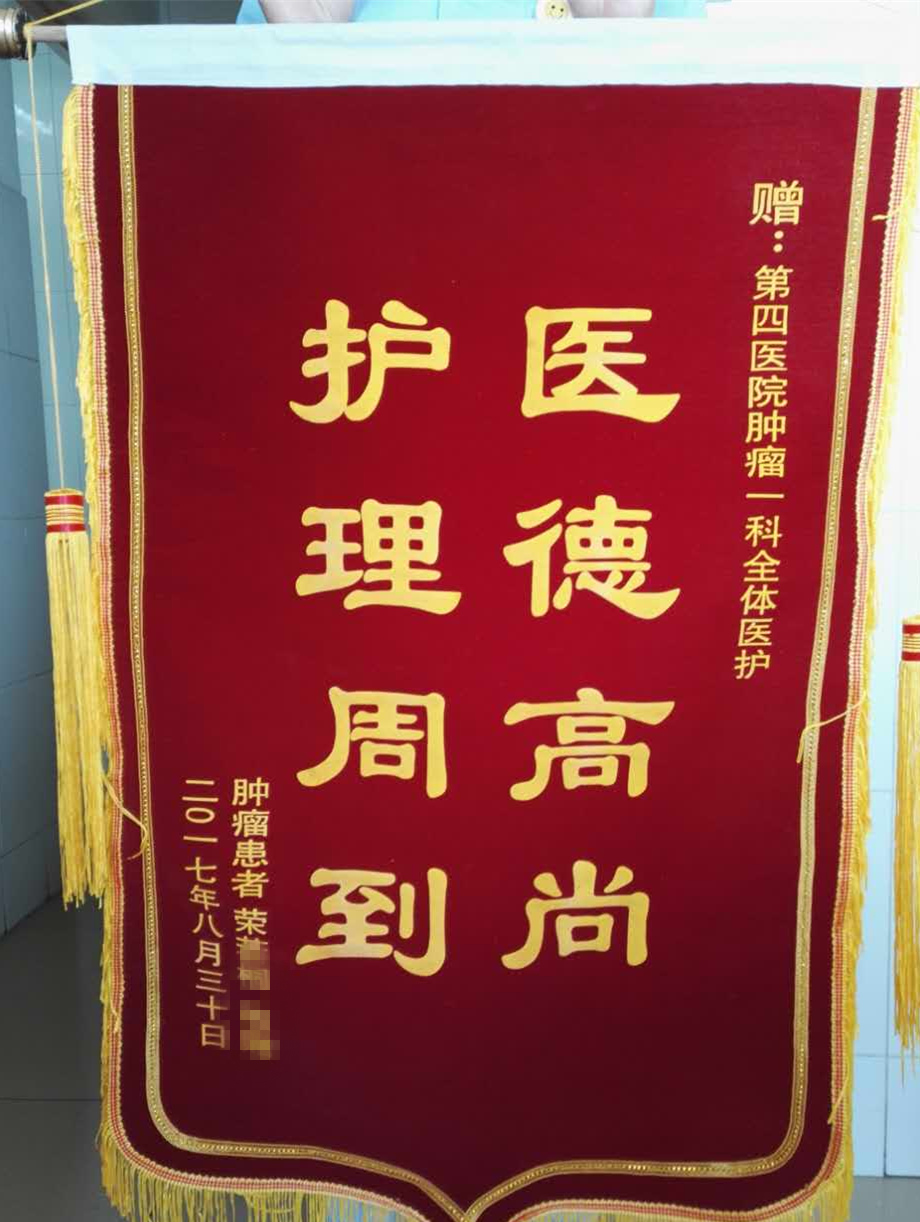 赠：第四医院肿瘤一科全体医护
医德高尚
护理周到
肿瘤患者 荣
二〇一七年八月三十日